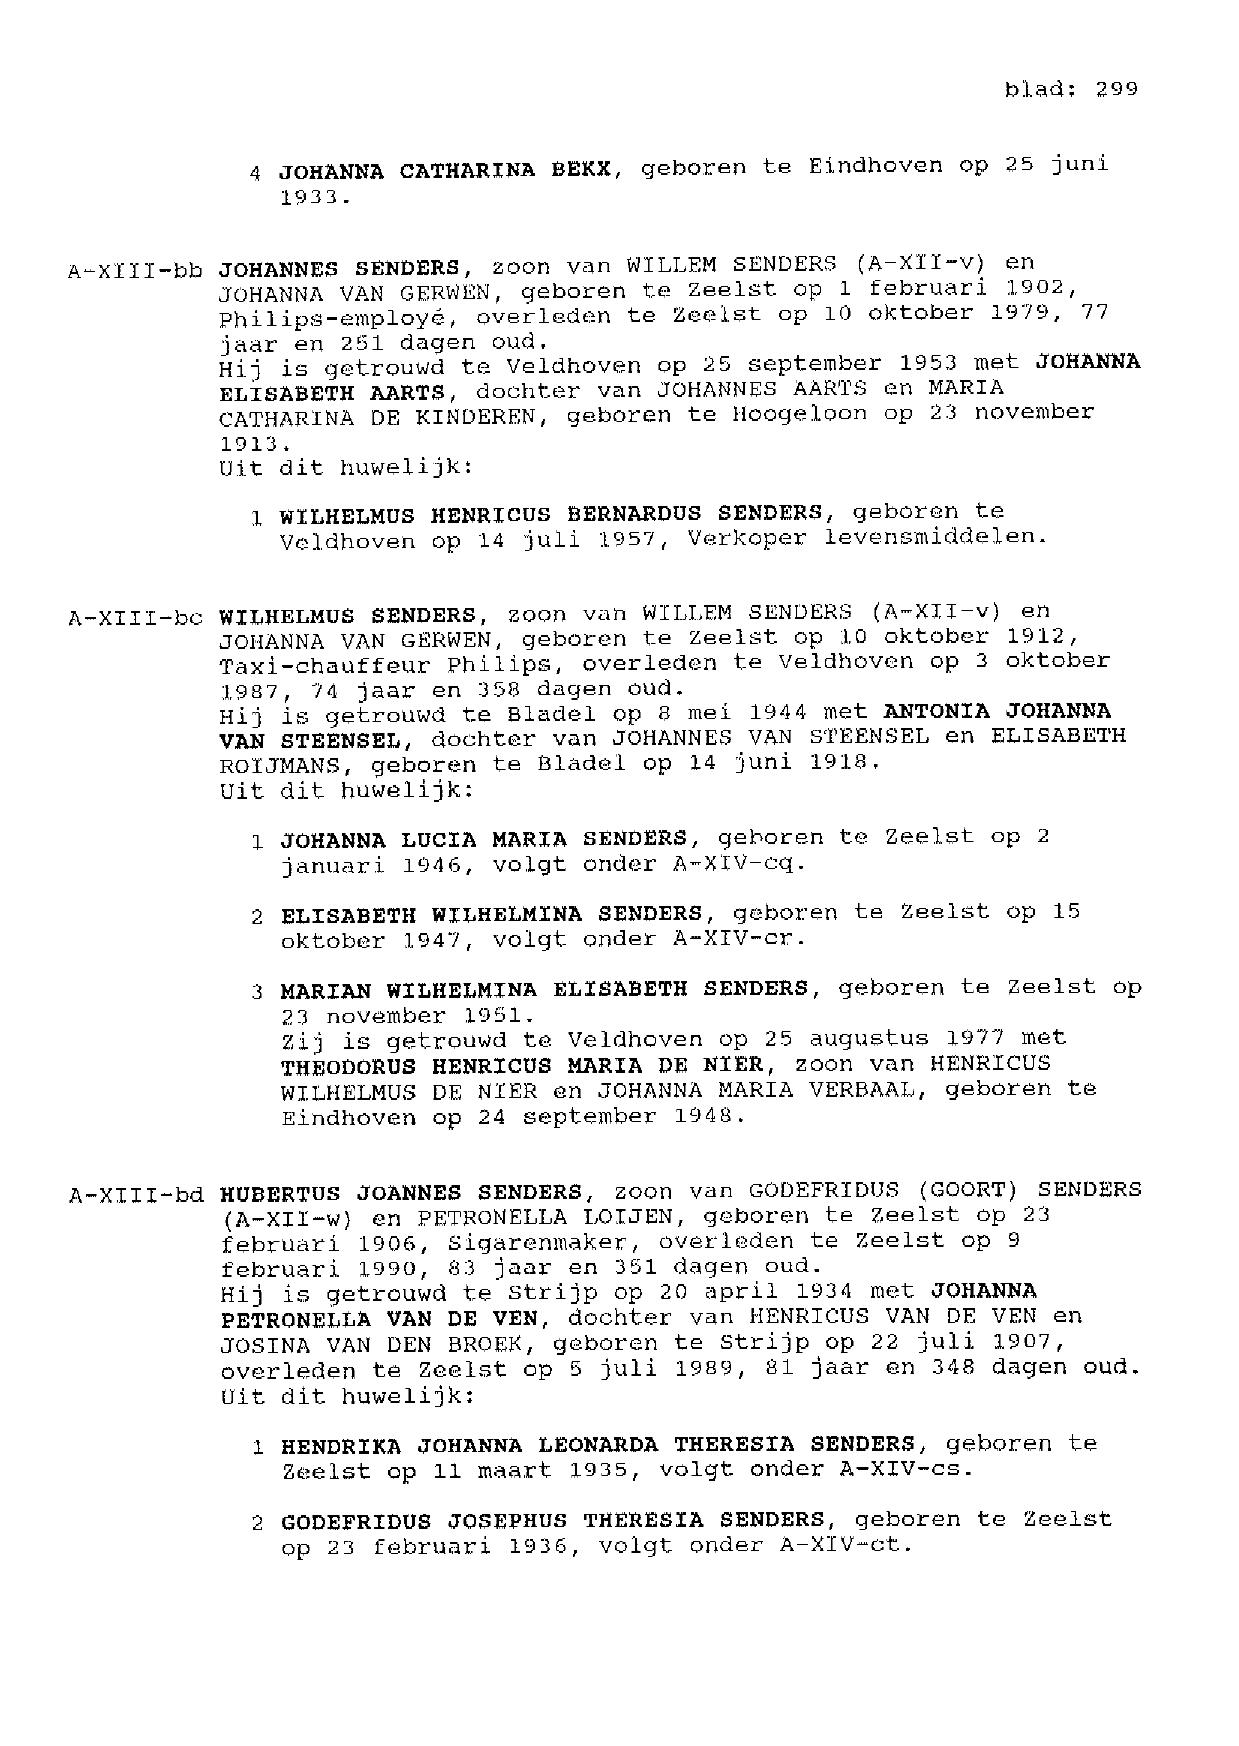 blad: 299
4 JOHANNA CATHARINA BEKX, geboren te Eindhoven op 25 juni
1933.
A-XIII-bb JOHANNES SENDERS, zoon van WILLEM SENDERS (A-XII-v) en
JOHANNA VAN GERWEN, geboren te Zeelst op 1 februari 1902,
Philips-employé, overleden te Zeelst op 10 oktober 1979, 77
jaar en 251 dagen oud.
Hij is getrouwd te Veldhoven op 25 september 1953 met JOHANNA
ELISABETH AARTS, dochter van JOHANNES AARTS en MARIA
CATHARINA DE KINDEREN, geboren te Hoogeloon op 23 november
1913.
Uit dit huwelijk:
1 WILHELMUS HENRICUS BERNARDUS SENDERS, geboren te
Veldhoven op 14 juli 1957, Verkoper levensmiddelen.
A-XIII-bc WILHELMUS SENDERS, zoon van WILLEM SENDERS (A-XII-v) en
JOHANNA VAN GERWEN, geboren te Zeelst op 10 oktober 1912,
Taxi-chauffeur Philips, overleden te Veldhoven op 3 oktober
1987, 74 jaar en 358 dagen oud.
Hij is getrouwd te Bladel op 8 mei 1944 met ANTONIA JOHANNA
VAN STEENSEL, dochter van JOHANNES VAN STEENSEL en ELISABETH
ROIJMANS, geboren te Bladel op 14 juni 1918.
Uit dit huwelijk:
1 JOHANNA LUCIA MARIA SENDERS, geboren te Zeelst op 2
januari 1946, volgt onder A-XIV-cq.
2 ELISABETH WILHELMINA SENDERS, geboren te Zeelst op 15
oktober 1947, volgt onder A-XIV-cr.
3 MARIAN WILHELMINA ELISABETH SENDERS, geboren te Zeelst op
23 november 1951.
Zij is getrouwd te Veldhoven op 25 augustus 1977 met
THEODORUS HENRICUS MARIA DE NIER, zoon van HENRICUS
WILHELMUS DE NIER en JOHANNA MARIA VERBAAL, geboren te
Eindhoven op 24 september 1948.
A-XIII-bd HUBERTUS JOANNES SENDERS, zoon van GODEFRIDUS (GOORT) SENDERS
(A-XII-w) en PETRONELLA LOIJEN, geboren te Zeelst op 23
februari 1906, Sigarenmaker, overleden te Zeelst op 9
februari 1990, 83 jaar en 351 dagen oud.
Hij is getrouwd te Strijp op 20 april 1934 met JOHANNA
PETRONELLA VAN DE VEN, dochter van HENRICUS VAN DE VEN en
JOSINA VAN DEN BROEK, geboren te Strijp op 22 juli 1907,
overleden te Zeelst op 5 juli 1989, 81 jaar en 348 dagen oud.
Uit dit huwelijk:
1 HENDRIKA JOHANNA LEONARDA THERESIA SENDERS, geboren te
Zeelst op 11 maart 1935, volgt onder A-XIV-cs.
2 GODEFRIDUS JOSEPHUS THERESIA SENDERS, geboren te Zeelst
op 23 februari 1936, volgt onder A-XIV-ct.